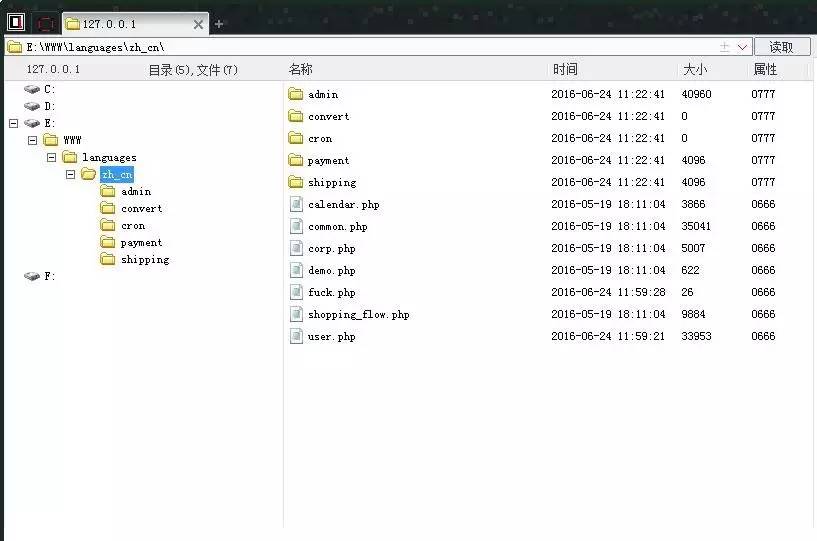 127.0.0.1
E:\WWW\languages\zh_cn\ 读取
127.0.0.1 目录(5),文件(7) 名称 时间 大小 属性
C:
D:
E:
WWW
languages
zh_cn
admin
convert
cron
payment
shipping
F:
admin 2016-06-24 11:22:41 40960 0777
convert 2016-06-24 11:22:41 0 0777
cron 2016-06-24 11:22:41 0 0777
payment 2016-06-24 11:22:41 4096 0777
shipping 2016-06-24 11:22:41 4096 0777
calendar.php 2016-05-19 18:11:04 3866 0666
common.php 2016-05-19 18:11:04 35041 0666
corp.php 2016-05-19 18:11:04 5007 0666
demo.php 2016-05-19 18:11:04 622 0666
fuck.php 2016-06-24 11:59:28 26 0666
shopping_flow.php 2016-05-19 18:11:04 9884 0666
user.php 2016-06-24 11:59:21 33953 0666